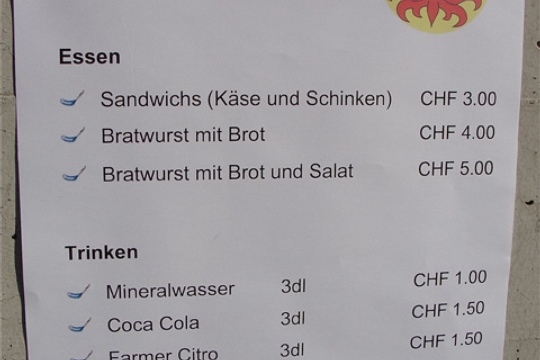 Essen
Sandwichs (Käse und Schinken) CHF 3.00
Bratwurst mit Brot CHF 4.00
Bratwurst mit Brot und Salat CHF 5.00
Trinken
Mineralwasser 3dl CHF 1.00
Coca Cola 3dl CHF 1.50
Farmer Citro 3dl CHF 1.50